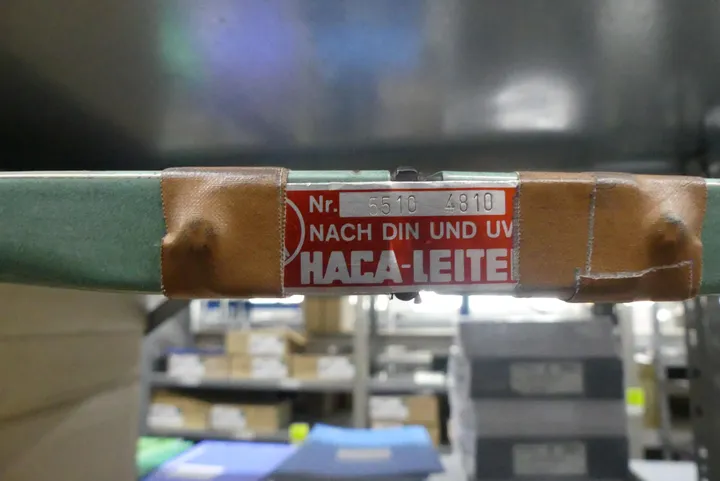 Nr. 5510 4810
NACH DIN UND UV
HACA-LEITE